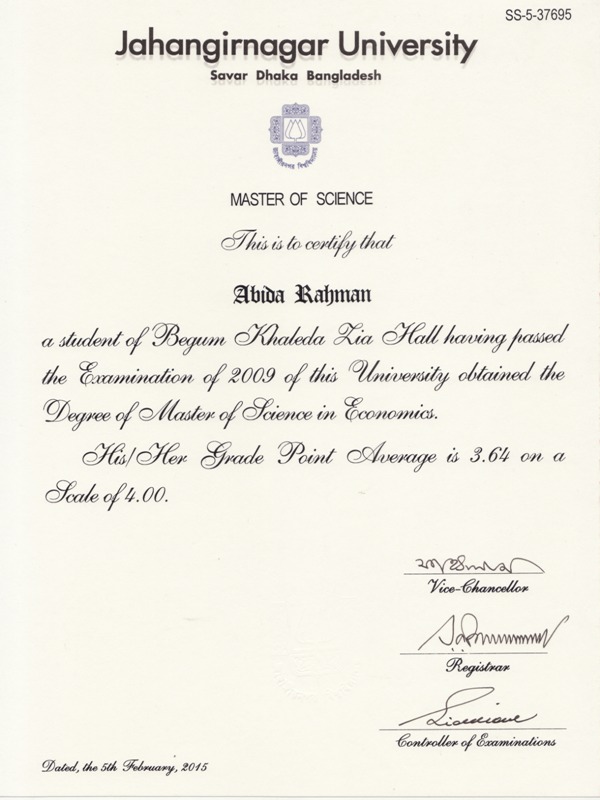 SS-5-37695
Jahangirnagar University
Savar Dhaka Bangladesh
জাহাঙ্গীরনগর বিশ্ববিদ্যালয়
MASTER OF SCIENCE
This is to certify that
Abida Rahman
a student of Begum Khaleda Zia Hall having passed
the Examination of 2009 of this University obtained the
Degree of Master of Science in Economics.
His/Her Grade Point Average is 3.64 on a
Scale of 4.00.
Vice-Chancellor
Registrar
Controller of Examinations
Dated, the 5th February, 2015